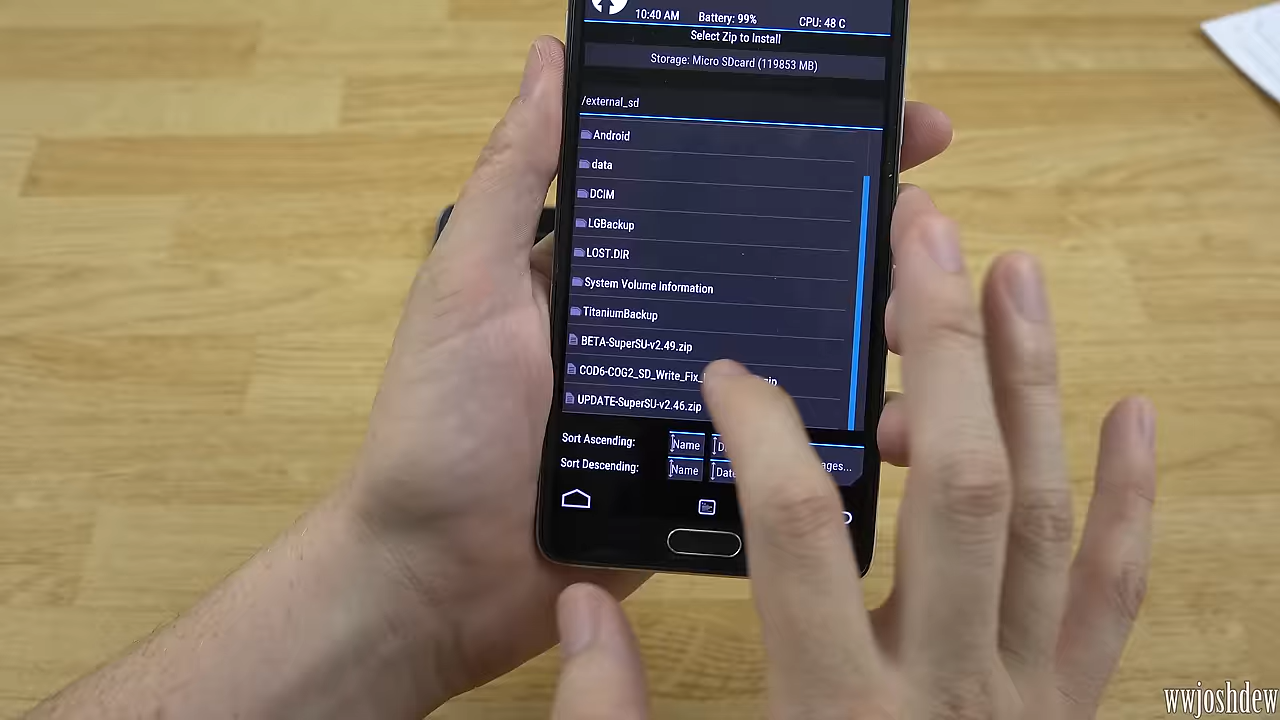 10:40 AM Battery: 99% CPU: 48 C
Select Zip to Install
Storage: Micro SDcard (119853 MB)
/external_sd
Android
data
DCIM
LGBackup
LOST.DIR
System Volume Information
TitaniumBackup
BETA-SuperSU-v2.49.zip
COD6-COG2_SD_Write_Fix_ zip
UPDATE-SuperSU-v2.46.zip
Sort Ascending: Name
Sort Descending: Name Date
wwjoshdew